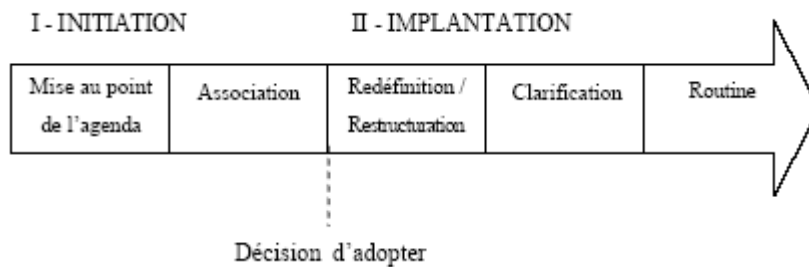 I - INITIATION
II - IMPLANTATION
Mise au point
de l’agenda
Association
Redéfinition /
Restructuration
Clarification
Routine
Décision d’adopter